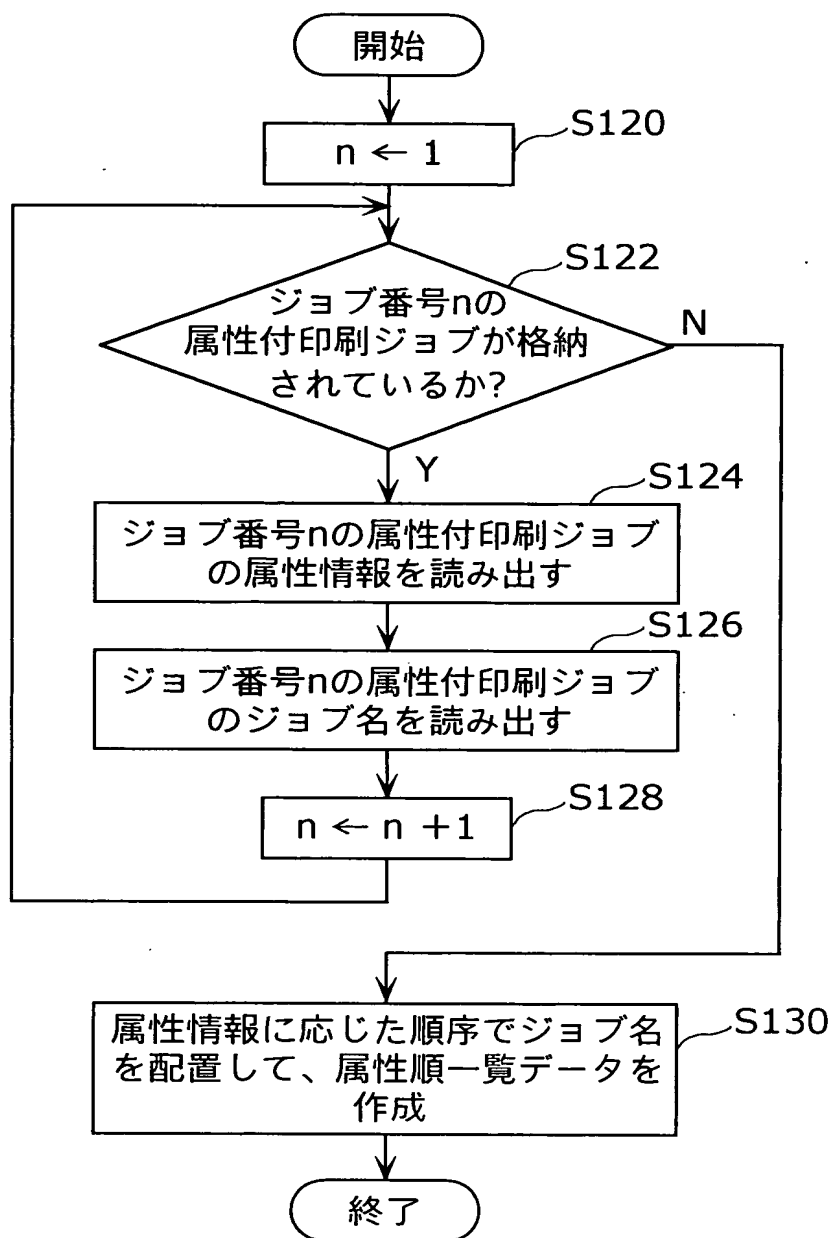 開始
S120
n ← 1
S122
ジョブ番号nの
属性付印刷ジョブが格納
されているか?
N
Y
S124
ジョブ番号nの属性付印刷ジョブ
の属性情報を読み出す
S126
ジョブ番号nの属性付印刷ジョブ
のジョブ名を読み出す
S128
n ← n +1
S130
属性情報に応じた順序でジョブ名
を配置して、属性順一覧データを
作成
終了